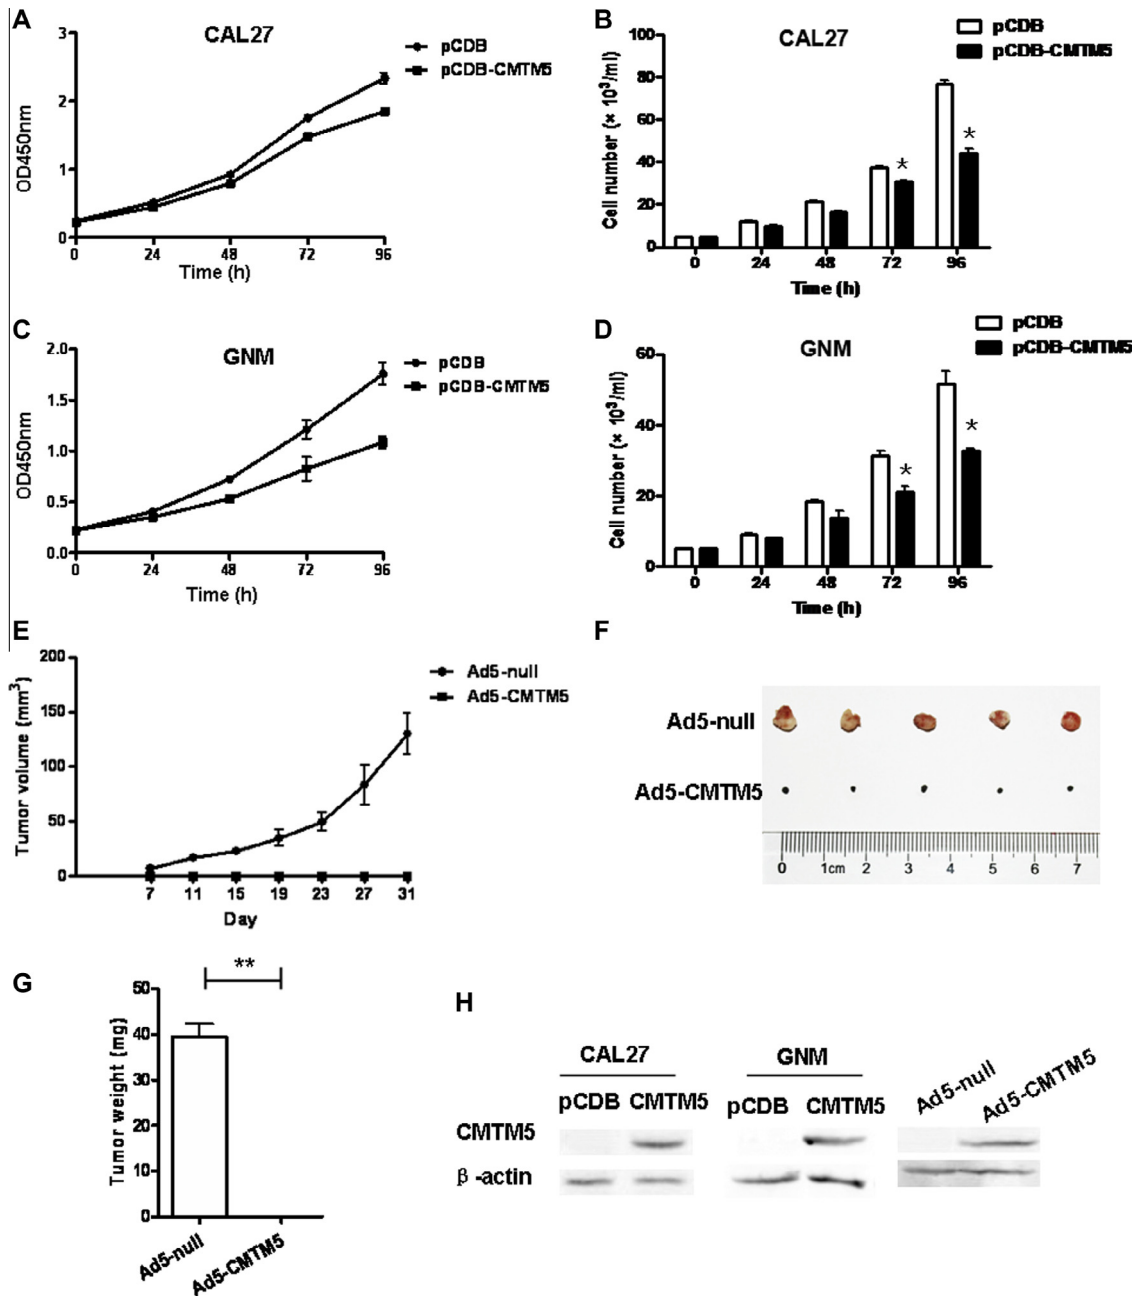 A
CAL27
pCDB
pCDB-CMTM5
OD450nm
3
2
1
0
0 24 48 72 96
Time (h)
B
CAL27
pCDB
pCDB-CMTM5
Cell number (× 10³/ml)
100
80
60
40
20
0
*
*
0 24 48 72 96
Time (h)
C
GNM
pCDB
pCDB-CMTM5
OD450nm
2.0
1.5
1.0
0.5
0.0
0 24 48 72 96
Time (h)
D
GNM
pCDB
pCDB-CMTM5
Cell number (× 10³/ml)
60
40
20
0
*
*
0 24 48 72 96
Time (h)
E
Ad5-null
Ad5-CMTM5
Tumor volume (mm³)
200
150
100
50
0
7 11 15 19 23 27 31
Day
F
Ad5-null
Ad5-CMTM5
0 1cm 2 3 4 5 6 7
G
**
Tumor weight (mg)
50
40
30
20
10
0
Ad5-null
Ad5-CMTM5
H
CAL27
GNM
pCDB CMTM5
pCDB CMTM5
Ad5-null
Ad5-CMTM5
CMTM5
β-actin